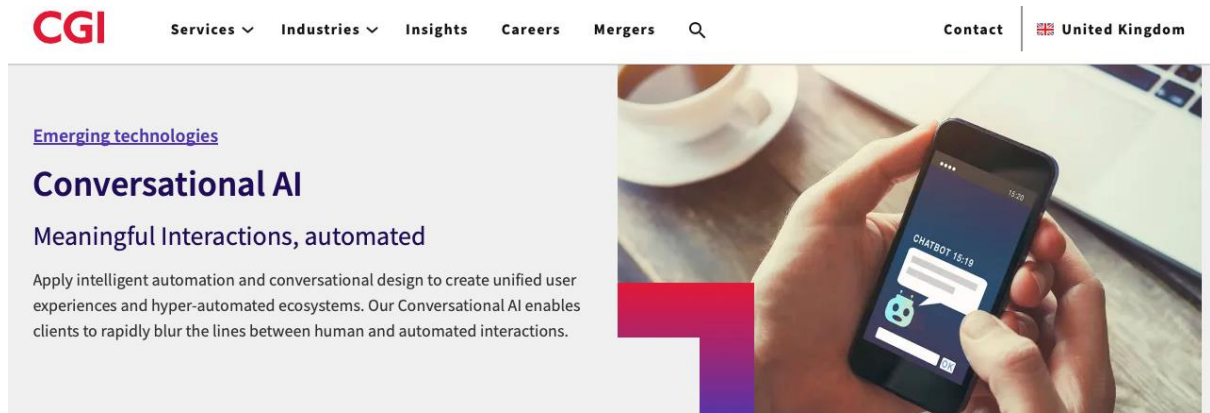 CGI
Services
Industries
Insights
Careers
Mergers
Contact
United Kingdom
Emerging technologies
Conversational AI
Meaningful Interactions, automated
Apply intelligent automation and conversational design to create unified user
experiences and hyper-automated ecosystems. Our Conversational AI enables
clients to rapidly blur the lines between human and automated interactions.
15:20
CHATBOT 15:19
OK